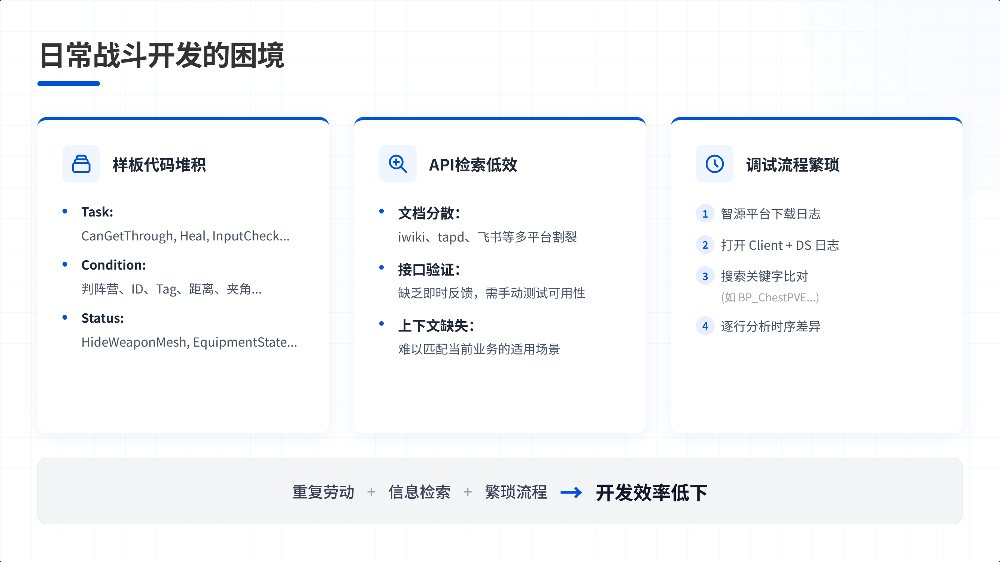 日常战斗开发的困境
样板代码堆积
Task:
CanGetThrough, Heal, InputCheck...
Condition:
判阵营、ID、Tag、距离、夹角...
Status:
HideWeaponMesh, EquipmentState...
API检索低效
文档分散：
iwiki、tapd、飞书等多平台割裂
接口验证：
缺乏即时反馈，需手动测试可用性
上下文缺失：
难以匹配当前业务的适用场景
调试流程繁琐
1 智源平台下载日志
2 打开 Client + DS 日志
3 搜索关键字比对
(如 BP_ChestPVE...)
4 逐行分析时序差异
重复劳动 + 信息检索 + 繁琐流程 → 开发效率低下